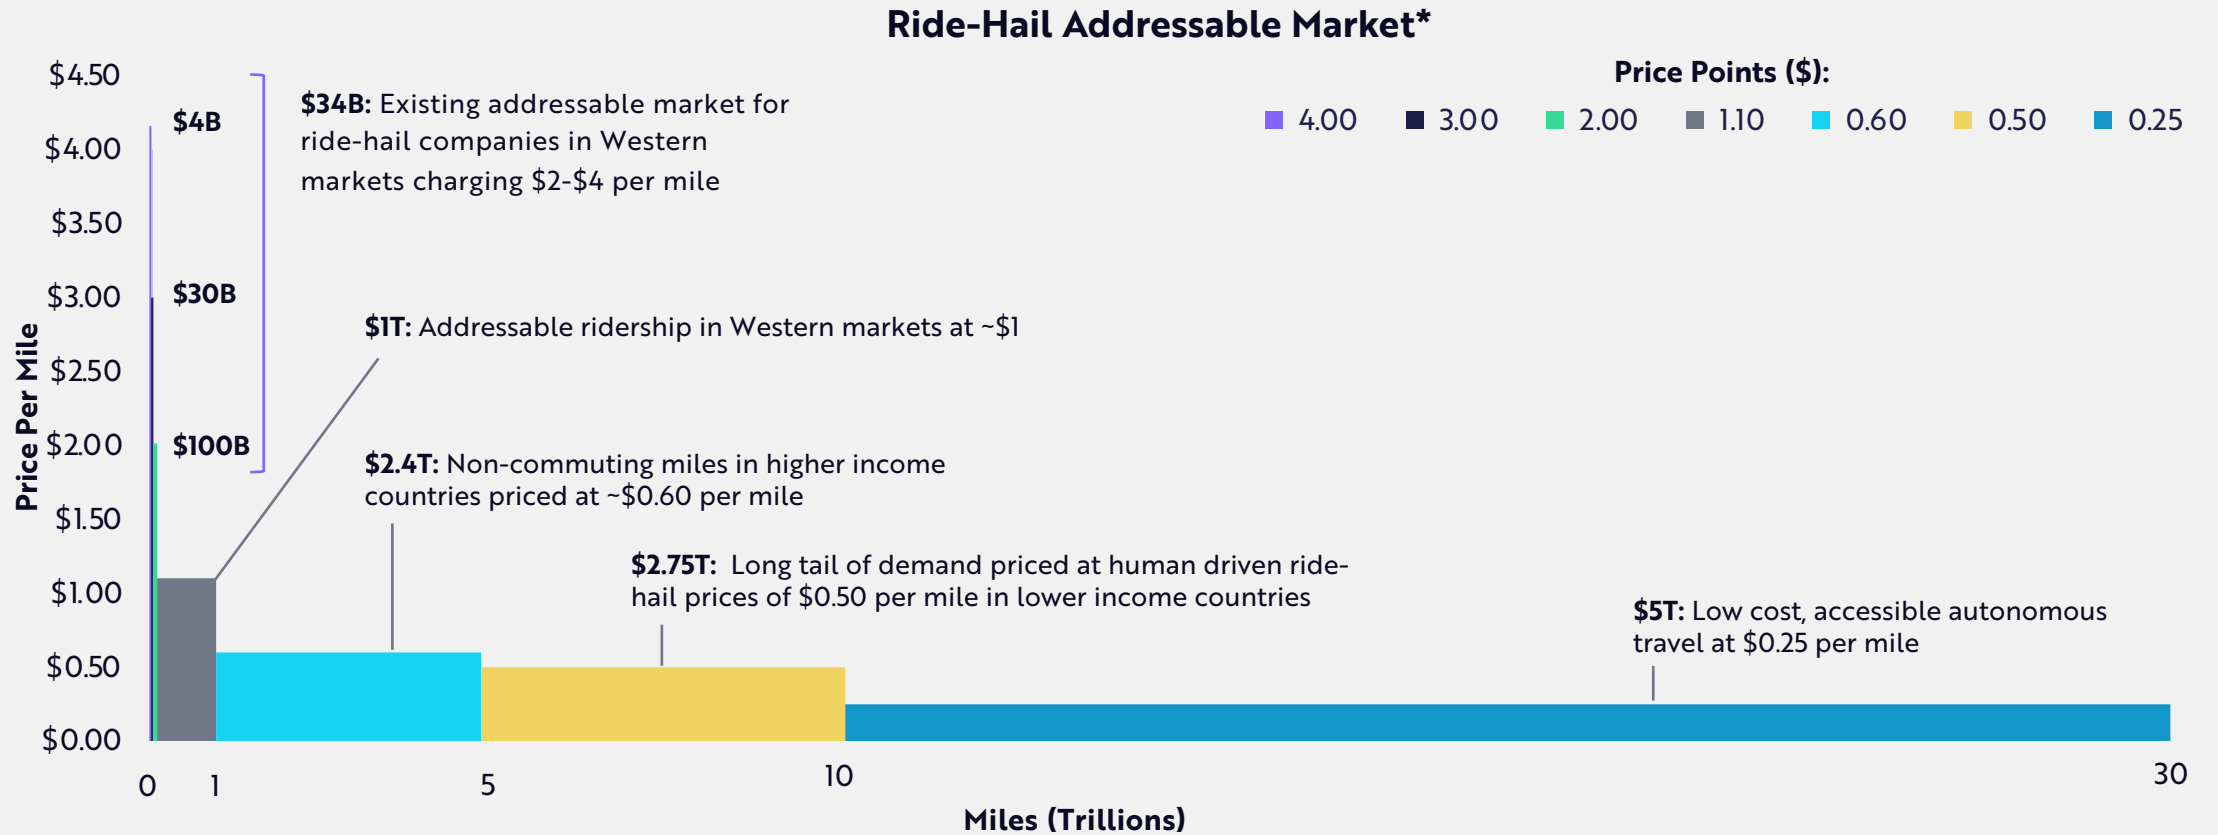 Ride-Hail Addressable Market*
Price Points ($):
4.00 3.00 2.00 1.10 0.60 0.50 0.25
Price Per Mile
$4.50
$4.00
$3.50
$3.00
$2.50
$2.00
$1.50
$1.00
$0.50
$0.00
$4B
$30B
$100B
$34B: Existing addressable market for
ride-hail companies in Western
markets charging $2-$4 per mile
$1T: Addressable ridership in Western markets at ~$1
$2.4T: Non-commuting miles in higher income
countries priced at ~$0.60 per mile
$2.75T: Long tail of demand priced at human driven ride-
hail prices of $0.50 per mile in lower income countries
$5T: Low cost, accessible autonomous
travel at $0.25 per mile
0 1 5 10 30
Miles (Trillions)